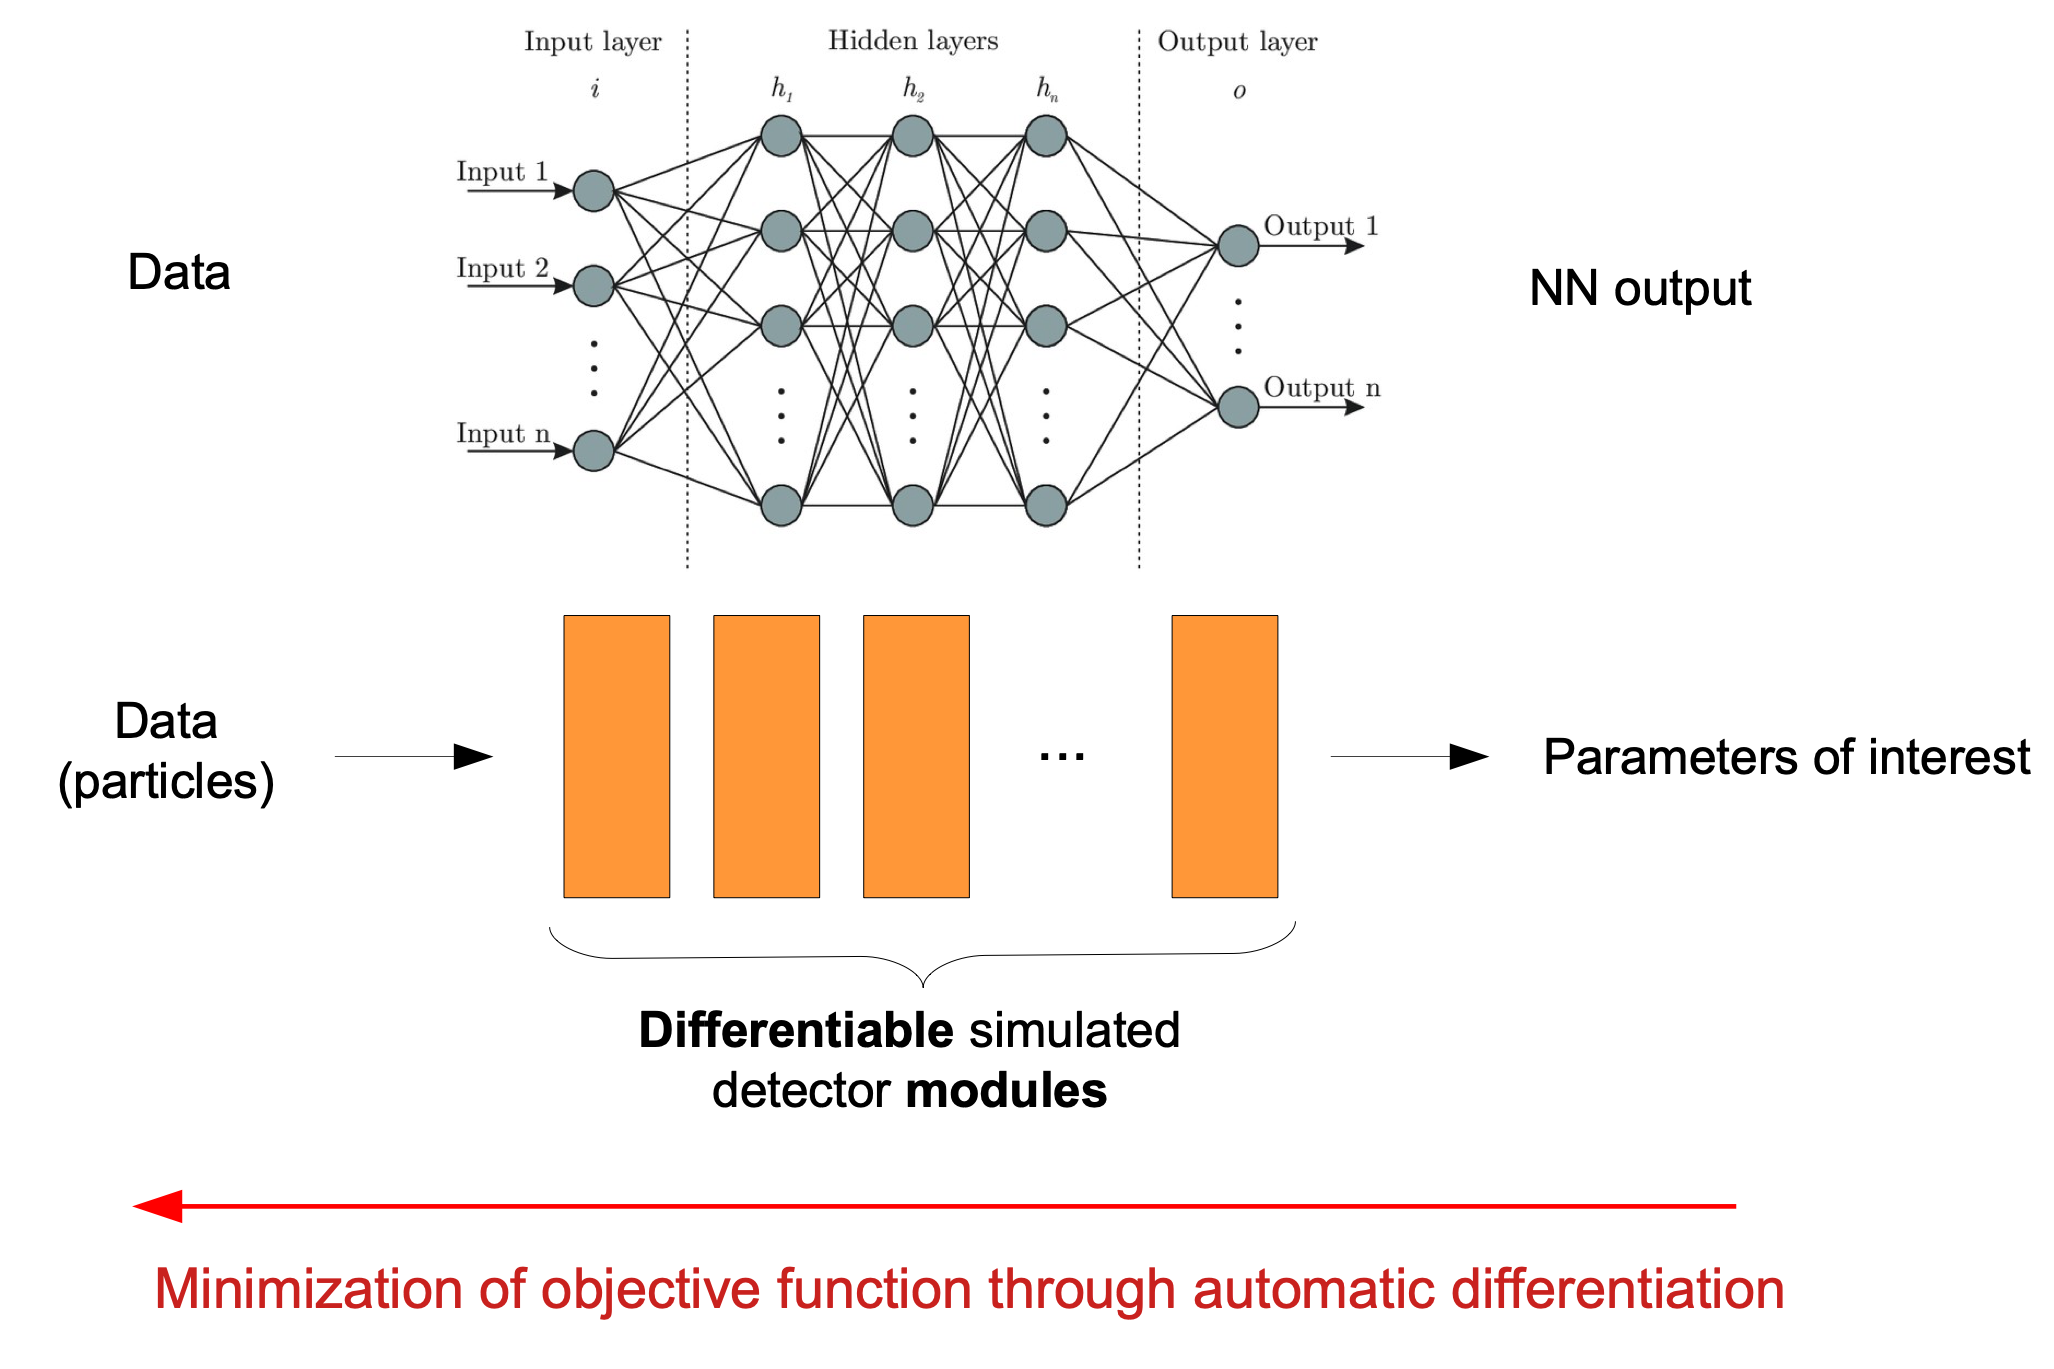 Input layer
Hidden layers
Output layer
i
h1
h2
hn
o
Input 1
Input 2
Input n
Output 1
Output n
Data
NN output
Data
(particles)
...
Parameters of interest
Differentiable simulated
detector modules
Minimization of objective function through automatic differentiation